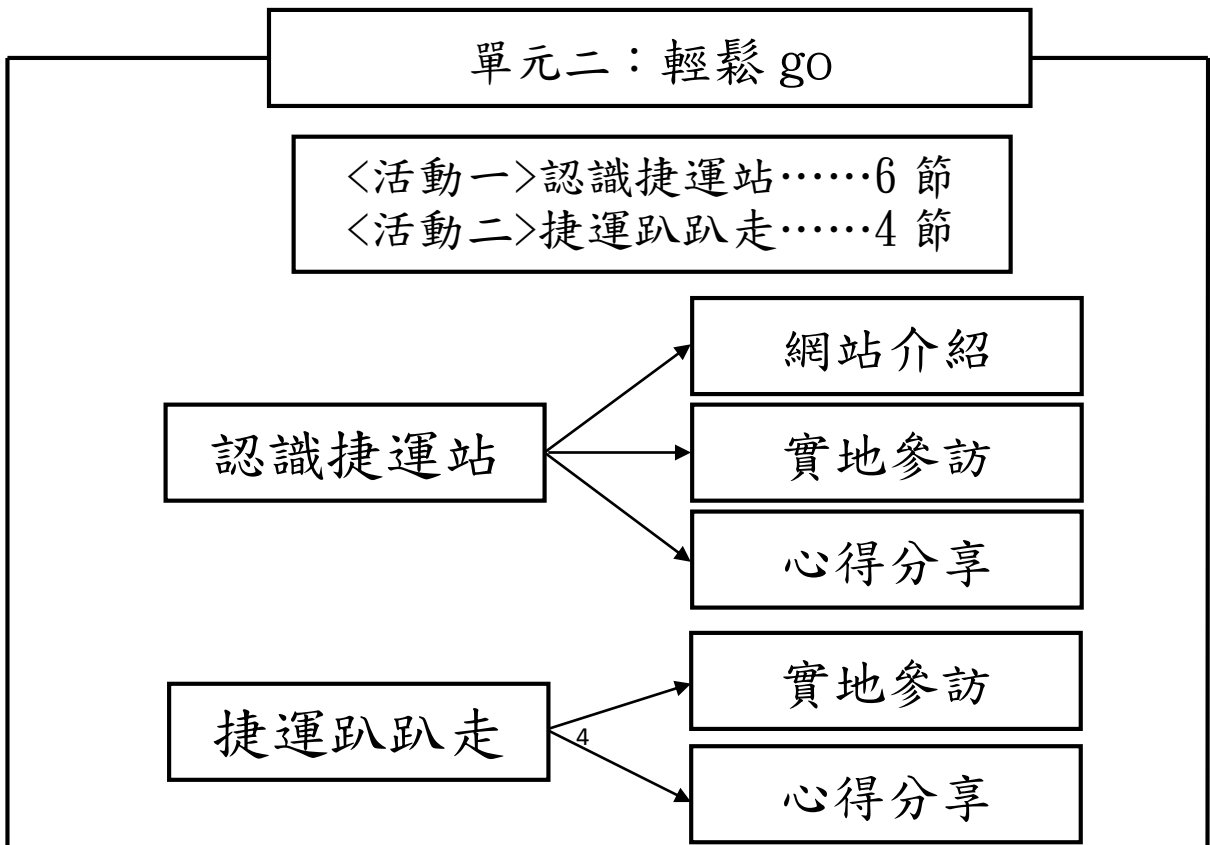 單元二：輕鬆 go
<活動一>認識捷運站……6 節
<活動二>捷運趴趴走……4 節
認識捷運站
網站介紹
實地參訪
心得分享
捷運趴趴走
4
實地參訪
心得分享